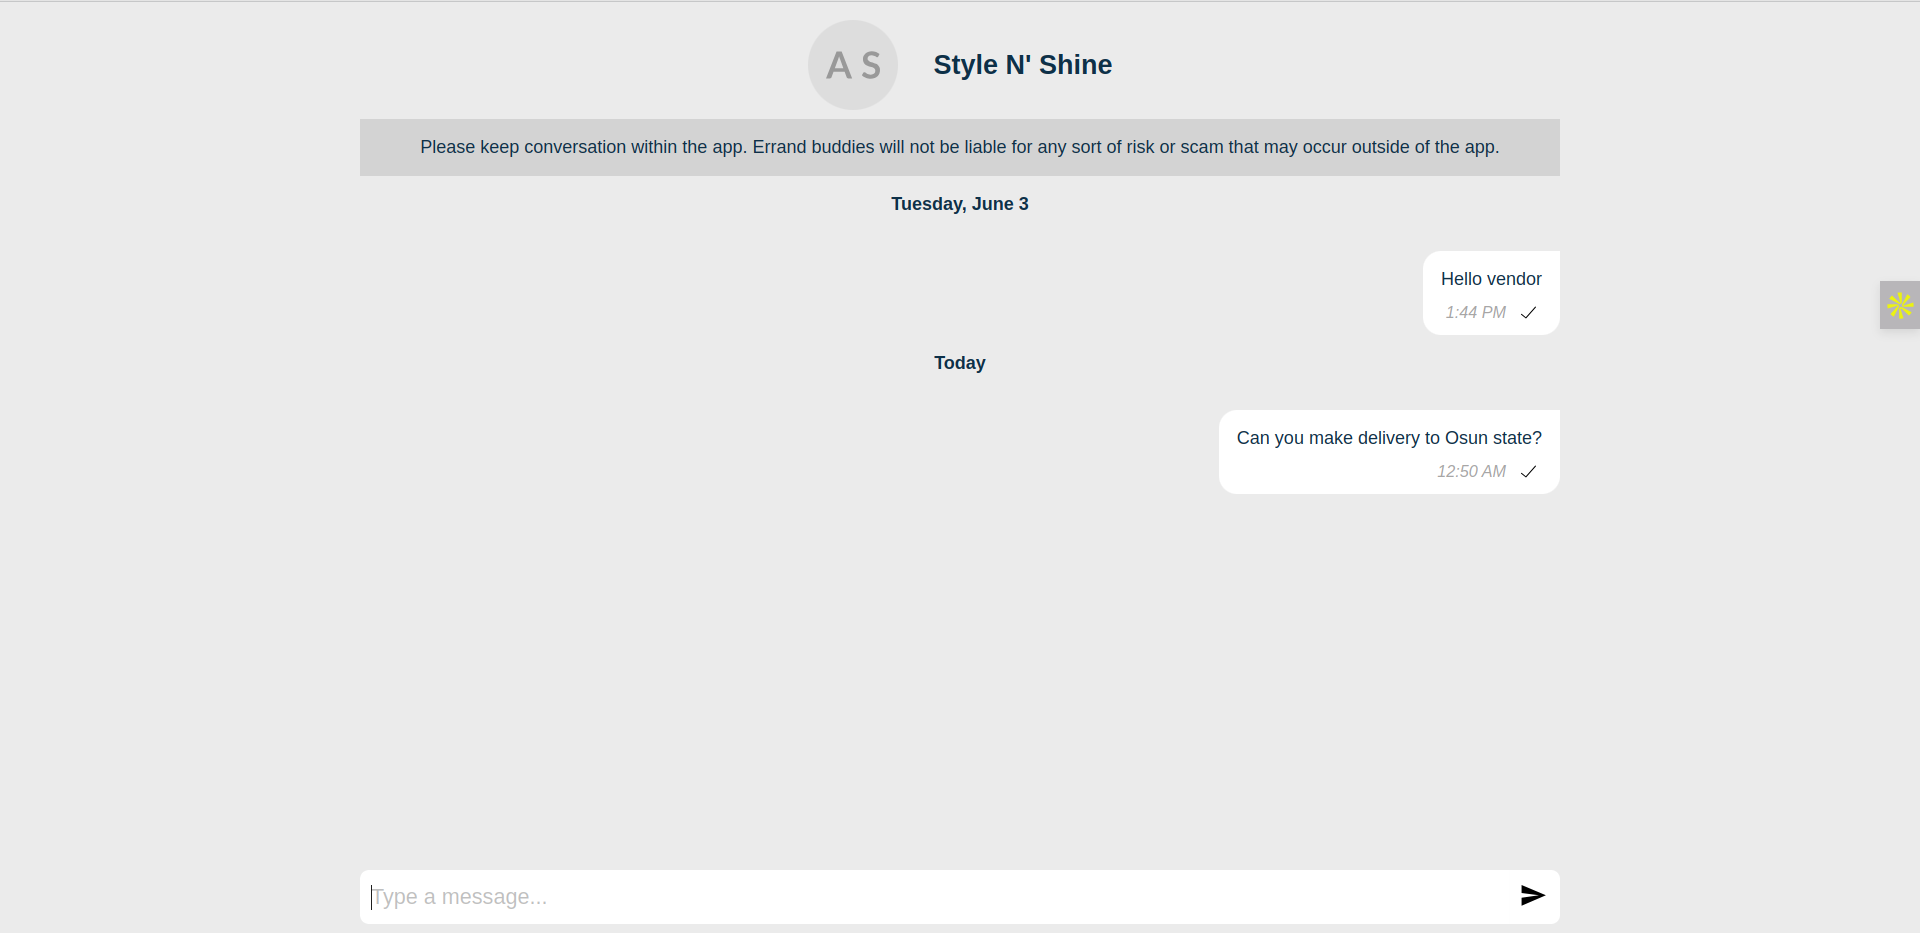 A S
Style N' Shine
Please keep conversation within the app. Errand buddies will not be liable for any sort of risk or scam that may occur outside of the app.
Tuesday, June 3
Hello vendor
1:44 PM
Today
Can you make delivery to Osun state?
12:50 AM
Type a message...